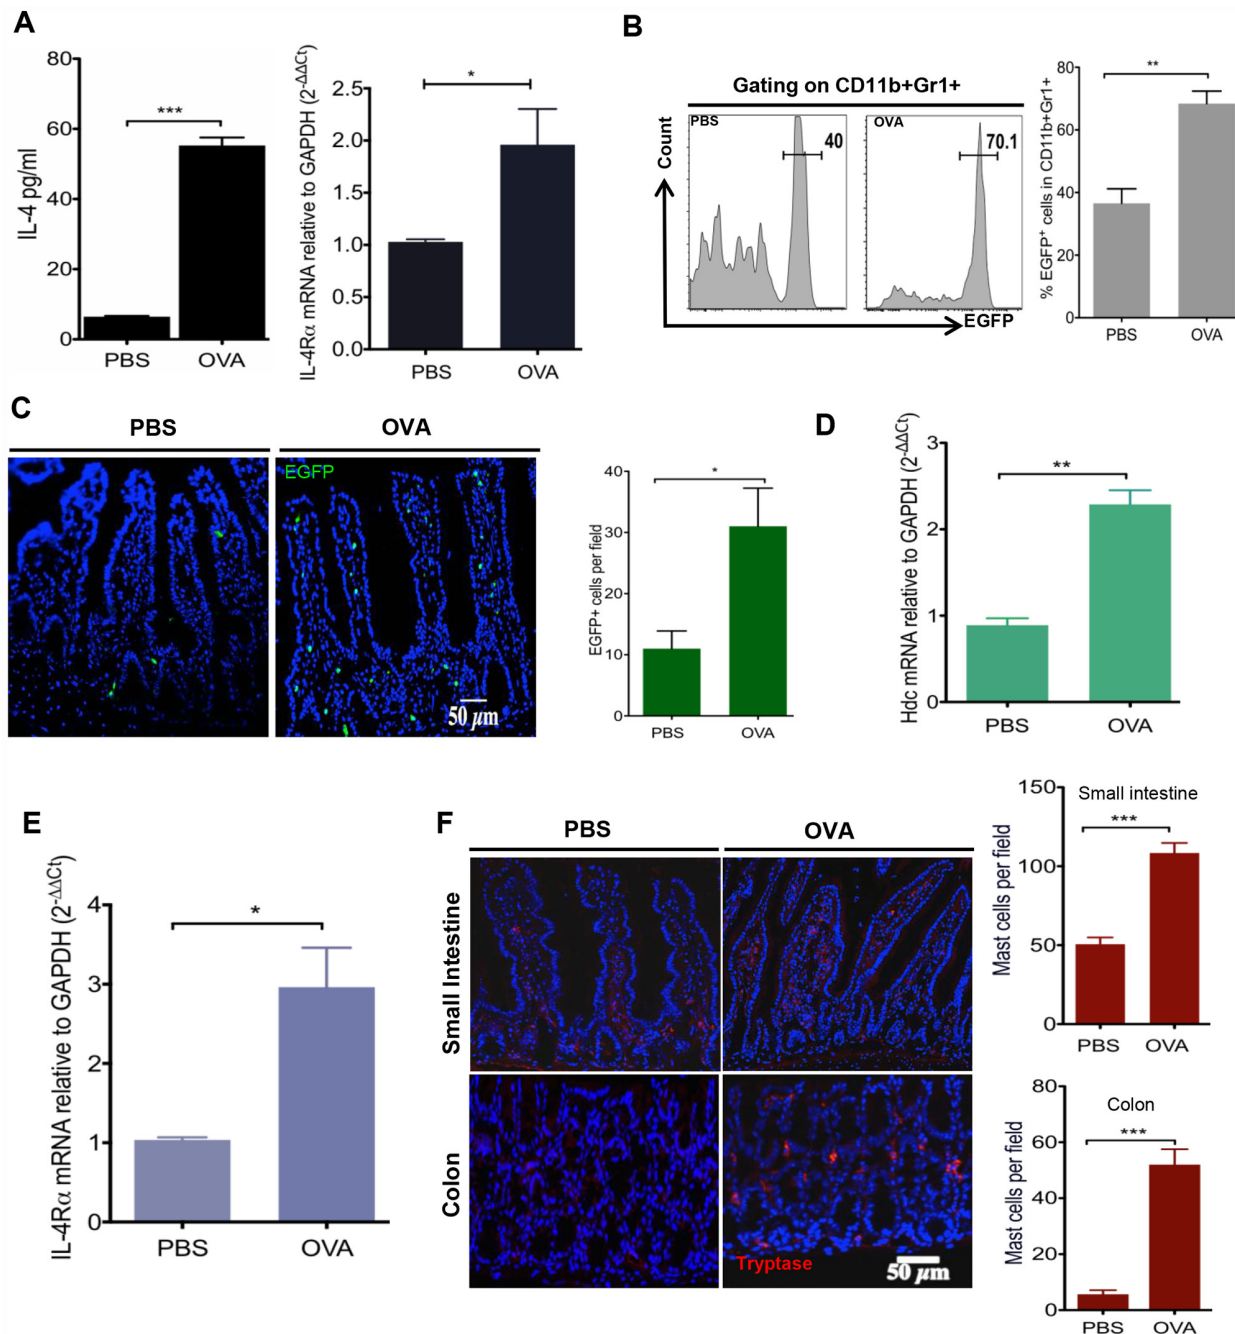 A
IL-4 pg/ml
80
60
40
20
0
***
PBS
OVA
IL-4Rα mRNA relative to GAPDH (2-ΔΔCt)
2.5
2.0
1.5
1.0
0.5
0.0
*
PBS
OVA
B
Gating on CD11b+Gr1+
Count
PBS
40
OVA
70.1
EGFP
% EGFP+ cells in CD11b+Gr1+
80
60
40
20
0
**
PBS
OVA
C
PBS
OVA
EGFP
50 µm
EGFP+ cells per field
40
30
20
10
0
*
PBS
OVA
D
Hdc mRNA relative to GAPDH (2-ΔΔCt)
3
2
1
0
**
PBS
OVA
E
IL-4Rα mRNA relative to GAPDH (2-ΔΔCt)
4
3
2
1
0
*
PBS
OVA
F
PBS
OVA
Small Intestine
Colon
Tryptase
50 µm
Small intestine
Mast cells per field
150
100
50
0
***
PBS
OVA
Colon
Mast cells per field
80
60
40
20
0
***
PBS
OVA